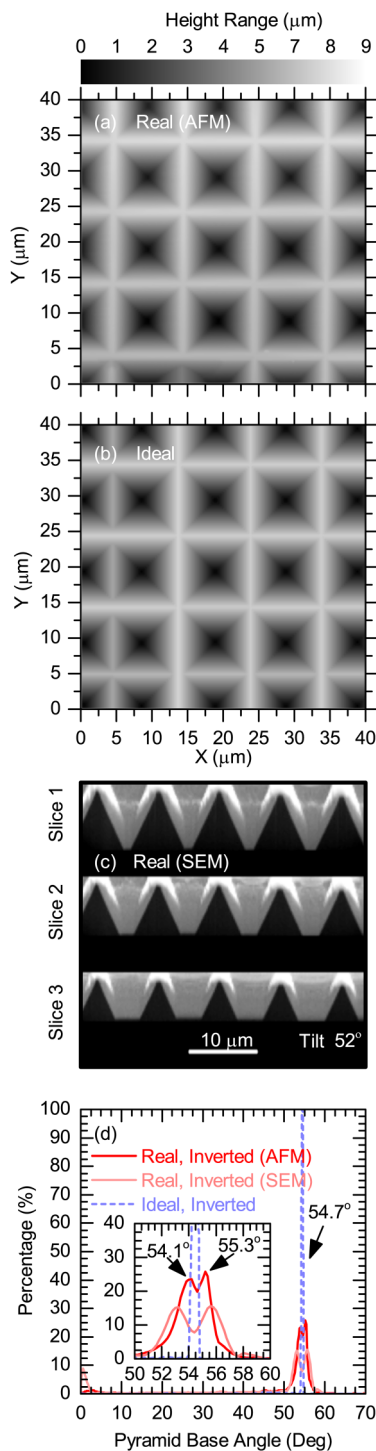 Height Range (μm)
0 1 2 3 4 5 6 7 8 9
40
35
30
25
20
15
10
5
0
Y (μm)
(a) Real (AFM)
40
35
30
25
20
15
10
5
0
Y (μm)
(b) Ideal
0 5 10 15 20 25 30 35 40
X (μm)
Slice 1
(c) Real (SEM)
Slice 2
Slice 3
10 μm
Tilt 52°
100
90
80
70
60
50
40
30
20
10
0
Percentage (%)
(d)
Real, Inverted (AFM)
Real, Inverted (SEM)
Ideal, Inverted
54.7°
40
30
20
10
0
54.1°
55.3°
50 52 54 56 58 60
0 10 20 30 40 50 60 70
Pyramid Base Angle (Deg)